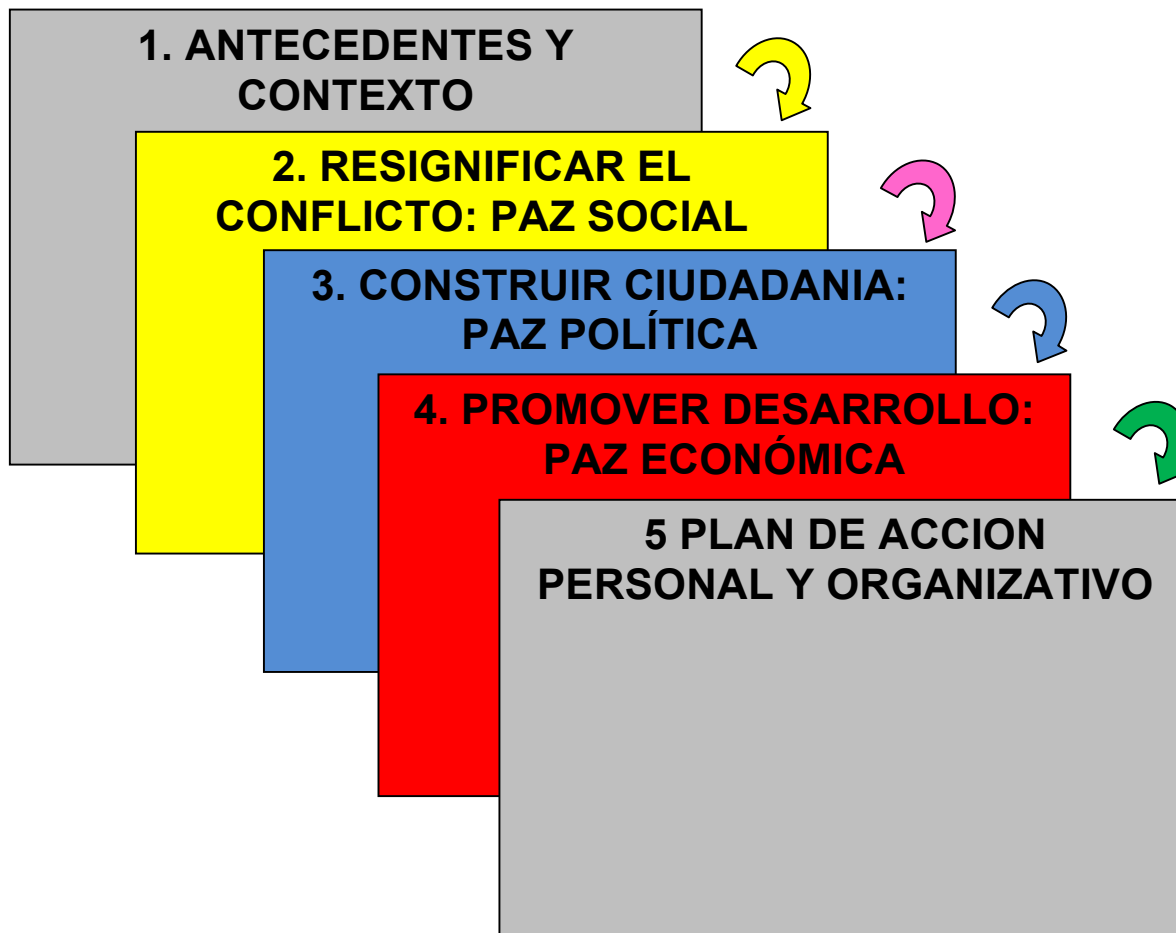 1. ANTECEDENTES Y
CONTEXTO
2. RESIGNIFICAR EL
CONFLICTO: PAZ SOCIAL
3. CONSTRUIR CIUDADANIA:
PAZ POLÍTICA
4. PROMOVER DESARROLLO:
PAZ ECONÓMICA
5 PLAN DE ACCION
PERSONAL Y ORGANIZATIVO